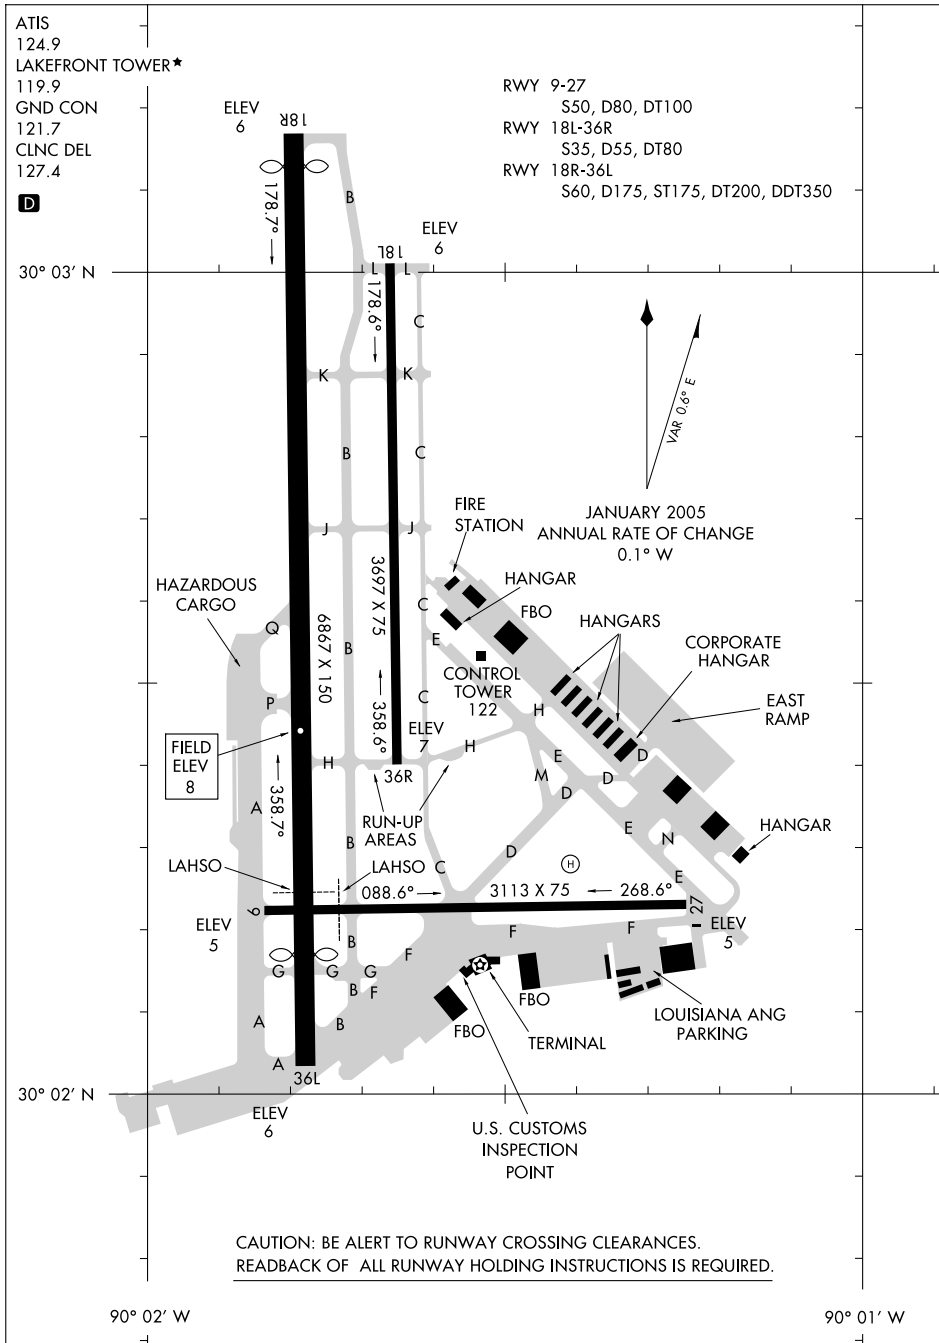 ATIS
124.9
LAKEFRONT TOWER★
119.9
GND CON
121.7
CLNC DEL
127.4
D
RWY 9-27
S50, D80, DT100
RWY 18L-36R
S35, D55, DT80
RWY 18R-36L
S60, D175, ST175, DT200, DDT350
ELEV
6
18R
178.7°
B
ELEV
6
18L
L
L
178.6°
30° 03' N
C
K
K
VAR 0.6° E
B
C
JANUARY 2005
ANNUAL RATE OF CHANGE
0.1° W
FIRE
STATION
J
J
HANGAR
HAZARDOUS
CARGO
3697 X 75
C
FBO
HANGARS
Q
6867 X 150
E
B
CORPORATE
HANGAR
CONTROL
TOWER
122
P
358.6°
C
H
EAST
RAMP
FIELD
ELEV
8
ELEV
7
H
E
D
H
36R
M
D
D
358.7°
A
RUN-UP
AREAS
E
N
HANGAR
B
D
LAHSO
LAHSO
C
H
E
088.6°
3113 X 75
268.6°
9
27
ELEV
5
F
F
ELEV
5
B
F
G
G
G
B
F
FBO
FBO
LOUISIANA ANG
PARKING
A
B
TERMINAL
A
36L
30° 02' N
ELEV
6
U.S. CUSTOMS
INSPECTION
POINT
CAUTION: BE ALERT TO RUNWAY CROSSING CLEARANCES.
READBACK OF ALL RUNWAY HOLDING INSTRUCTIONS IS REQUIRED.
90° 02' W
90° 01' W